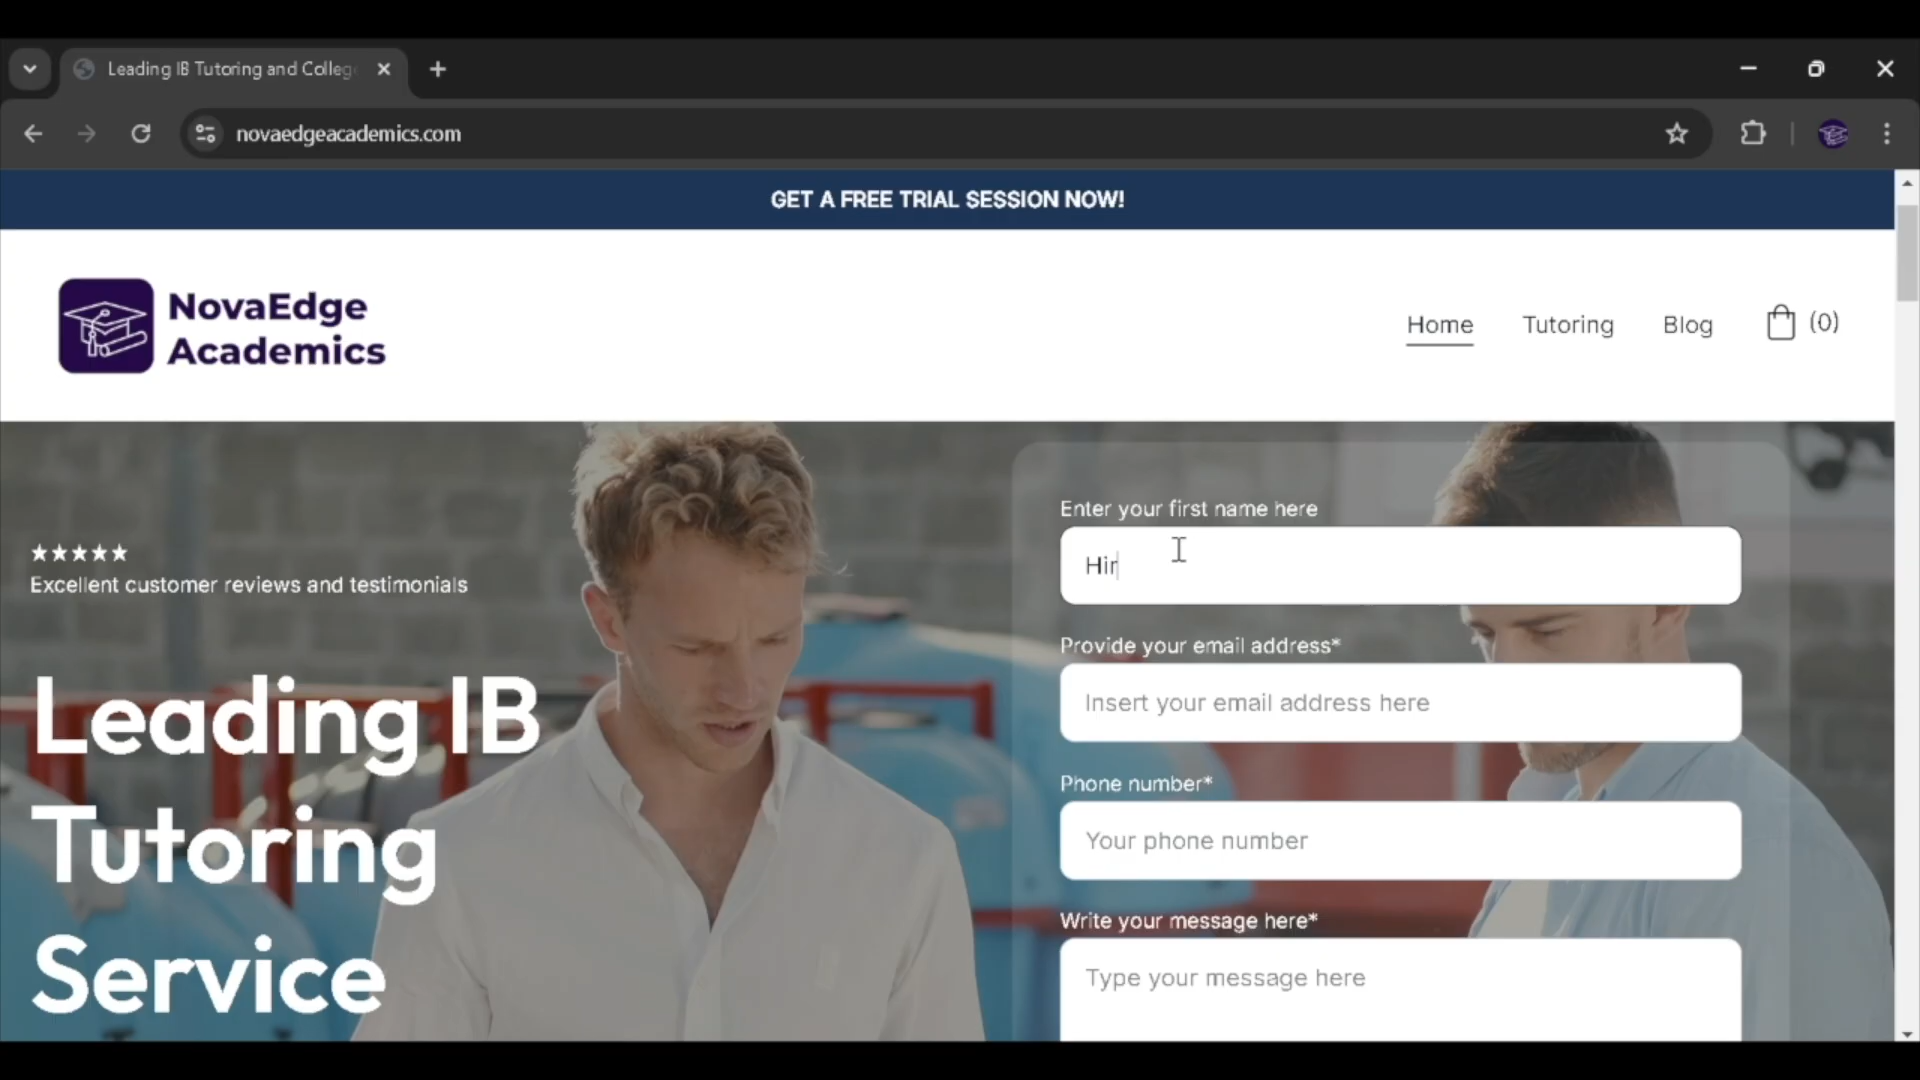 Leading IB Tutoring and Colleg
novaedgeacademics.com
GET A FREE TRIAL SESSION NOW!
NovaEdge
Academics
Home
Tutoring
Blog
(0)
★★★★★
Excellent customer reviews and testimonials
Leading IB
Tutoring
Service
Enter your first name here
Hir
Provide your email address*
Insert your email address here
Phone number*
Your phone number
Write your message here*
Type your message here